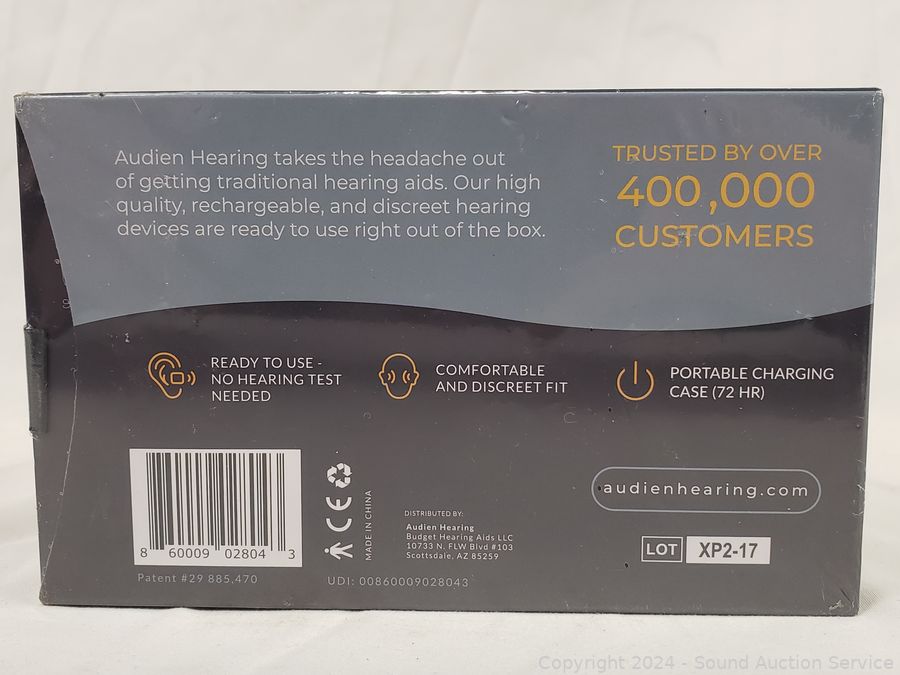 Audien Hearing takes the headache out
of getting traditional hearing aids. Our high
quality, rechargeable, and discreet hearing
devices are ready to use right out of the box.
TRUSTED BY OVER
400,000
CUSTOMERS
READY TO USE -
NO HEARING TEST
NEEDED
COMFORTABLE
AND DISCREET FIT
PORTABLE CHARGING
CASE (72 HR)
8 60009 02804 3
Patent #29 885,470
CE
MADE IN CHINA
DISTRIBUTED BY:
Audien Hearing
Budget Hearing Aids LLC
10733 N. FLW Blvd #103
Scottsdale, AZ 85259
UDI: 00860009028043
audienhearing.com
LOT XP2-17
Copyright 2024 - Sound Auction Service